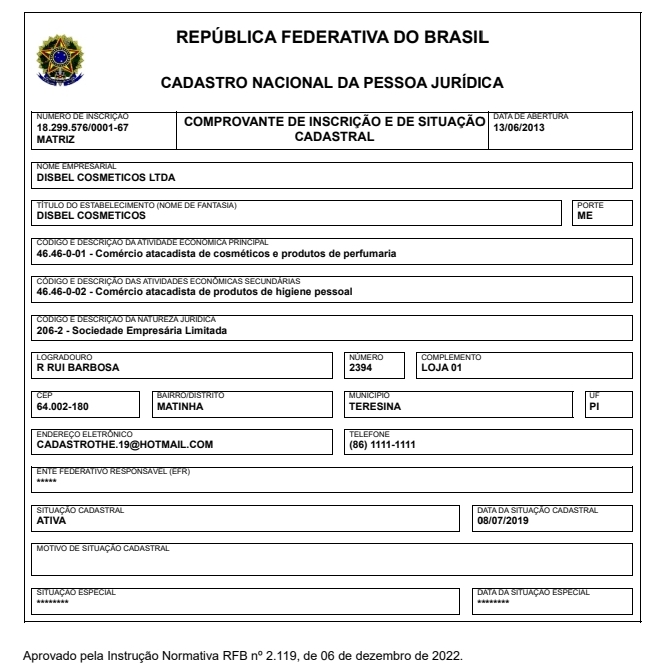 REPÚBLICA FEDERATIVA DO BRASIL
CADASTRO NACIONAL DA PESSOA JURÍDICA
NÚMERO DE INSCRIÇÃO
18.299.576/0001-67
MATRIZ
COMPROVANTE DE INSCRIÇÃO E DE SITUAÇÃO
CADASTRAL
DATA DE ABERTURA
13/06/2013
NOME EMPRESARIAL
DISBEL COSMETICOS LTDA
TÍTULO DO ESTABELECIMENTO (NOME DE FANTASIA)
DISBEL COSMETICOS
PORTE
ME
CÓDIGO E DESCRIÇÃO DA ATIVIDADE ECONÔMICA PRINCIPAL
46.46-0-01 - Comércio atacadista de cosméticos e produtos de perfumaria
CÓDIGO E DESCRIÇÃO DAS ATIVIDADES ECONÔMICAS SECUNDÁRIAS
46.46-0-02 - Comércio atacadista de produtos de higiene pessoal
CÓDIGO E DESCRIÇÃO DA NATUREZA JURÍDICA
206-2 - Sociedade Empresária Limitada
LOGRADOURO
R RUI BARBOSA
NÚMERO
2394
COMPLEMENTO
LOJA 01
CEP
64.002-180
BAIRRO/DISTRITO
MATINHA
MUNICÍPIO
TERESINA
UF
PI
ENDEREÇO ELETRÔNICO
CADASTROTHE.19@HOTMAIL.COM
TELEFONE
(86) 1111-1111
ENTE FEDERATIVO RESPONSÁVEL (EFR)
*****
SITUAÇÃO CADASTRAL
ATIVA
DATA DA SITUAÇÃO CADASTRAL
08/07/2019
MOTIVO DE SITUAÇÃO CADASTRAL
SITUAÇÃO ESPECIAL
********
DATA DA SITUAÇÃO ESPECIAL
********
Aprovado pela Instrução Normativa RFB nº 2.119, de 06 de dezembro de 2022.